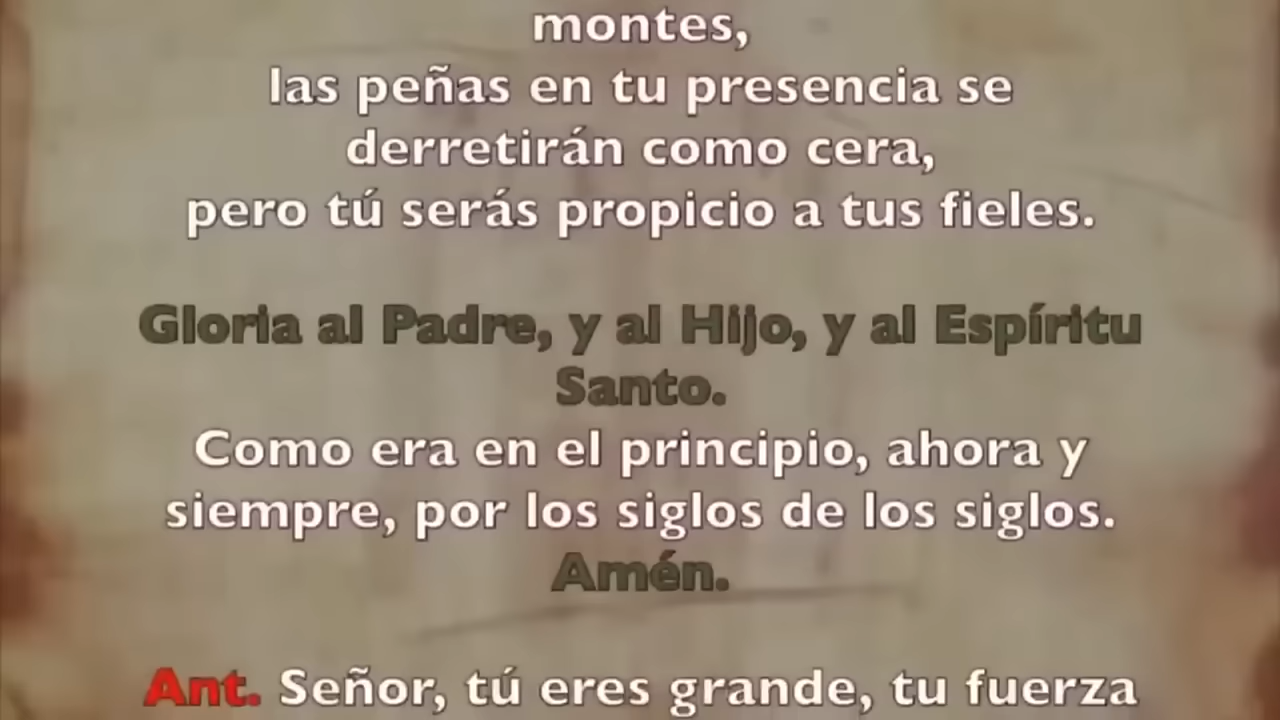 montes,
las peñas en tu presencia se
derretirán como cera,
pero tú serás propicio a tus fieles.
Gloria al Padre, y al Hijo, y al Espíritu
Santo.
Como era en el principio, ahora y
siempre, por los siglos de los siglos.
Amén.
Ant. Señor, tú eres grande, tu fuerza